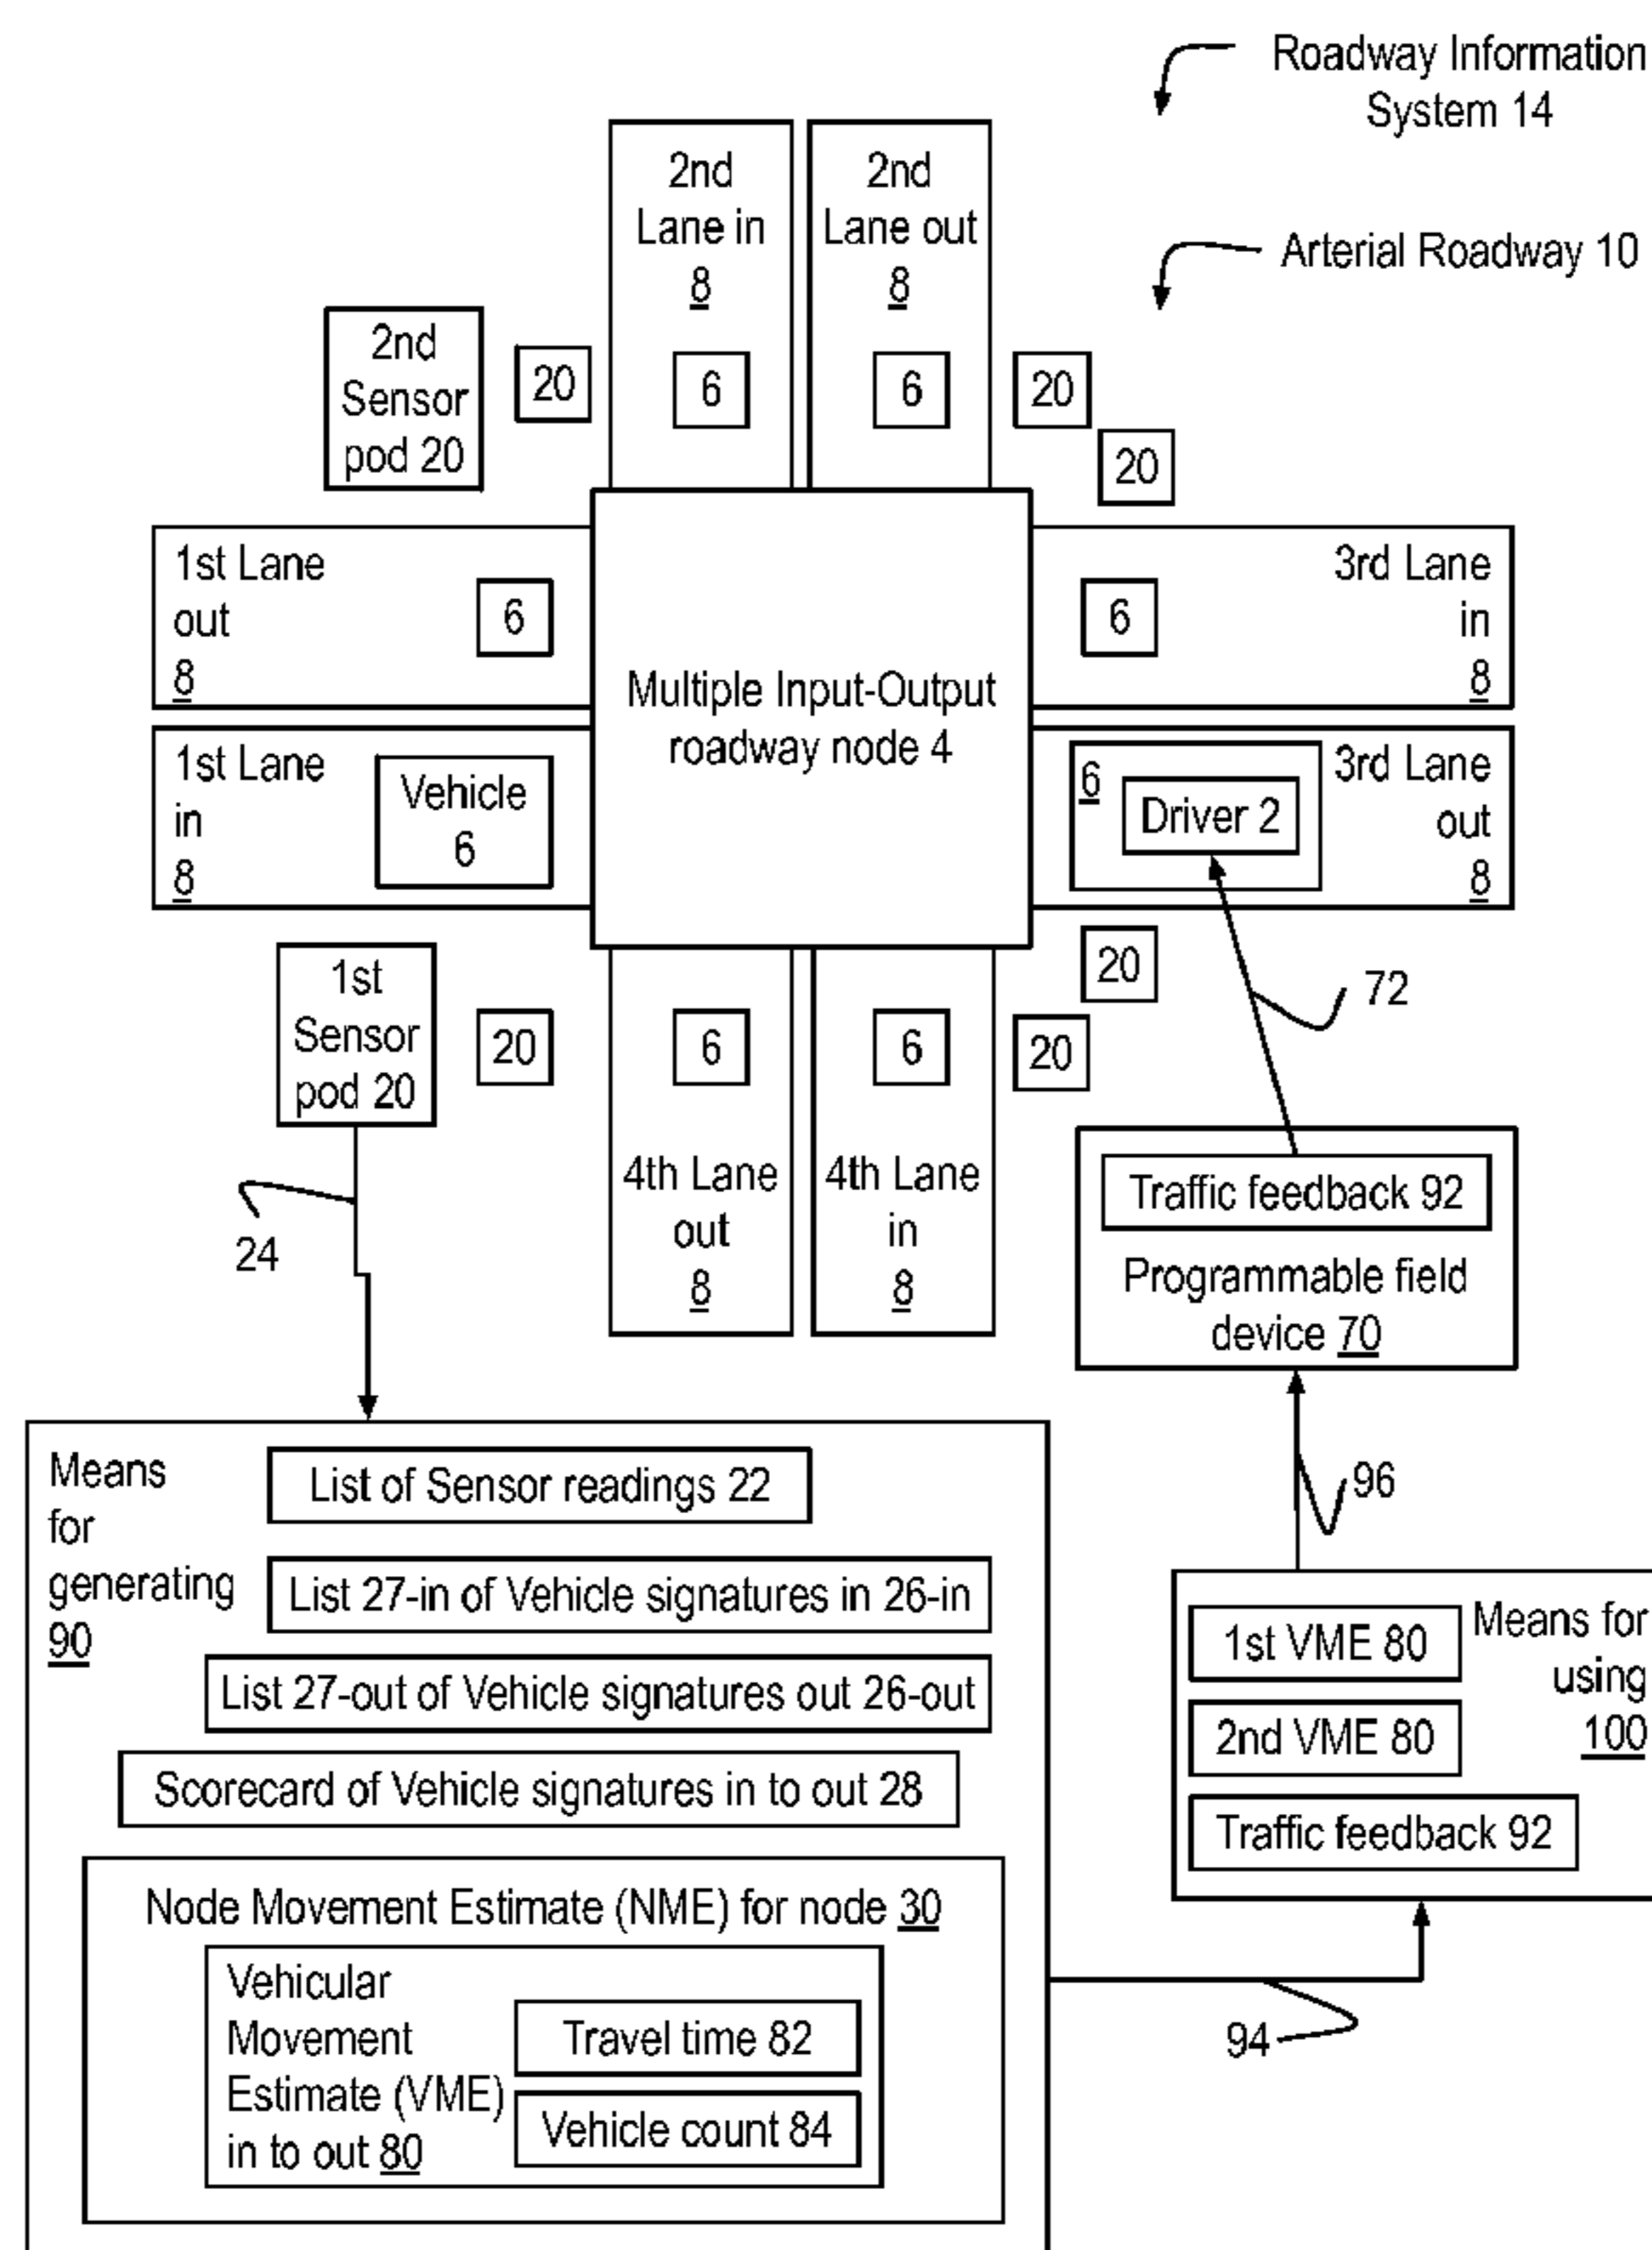 Roadway Information
System 14
Arterial Roadway 10
2nd
Lane in
8
6
2nd
Lane out
8
6
2nd
Sensor
pod 20
20
20
20
1st Lane
out
8
6
3rd Lane
in
8
6
Multiple Input-Output
roadway node 4
1st Lane
in
8
Vehicle
6
6
Driver 2
3rd Lane
out
8
1st
Sensor
pod 20
20
6
4th Lane
out
8
6
4th Lane
in
8
20
20
72
24
Traffic feedback 92
Programmable field
device 70
96
Means
for
generating
90
List of Sensor readings 22
List 27-in of Vehicle signatures in 26-in
List 27-out of Vehicle signatures out 26-out
Scorecard of Vehicle signatures in to out 28
Node Movement Estimate (NME) for node 30
Vehicular
Movement
Estimate (VME)
in to out 80
Travel time 82
Vehicle count 84
1st VME 80
2nd VME 80
Traffic feedback 92
Means for
using
100
94